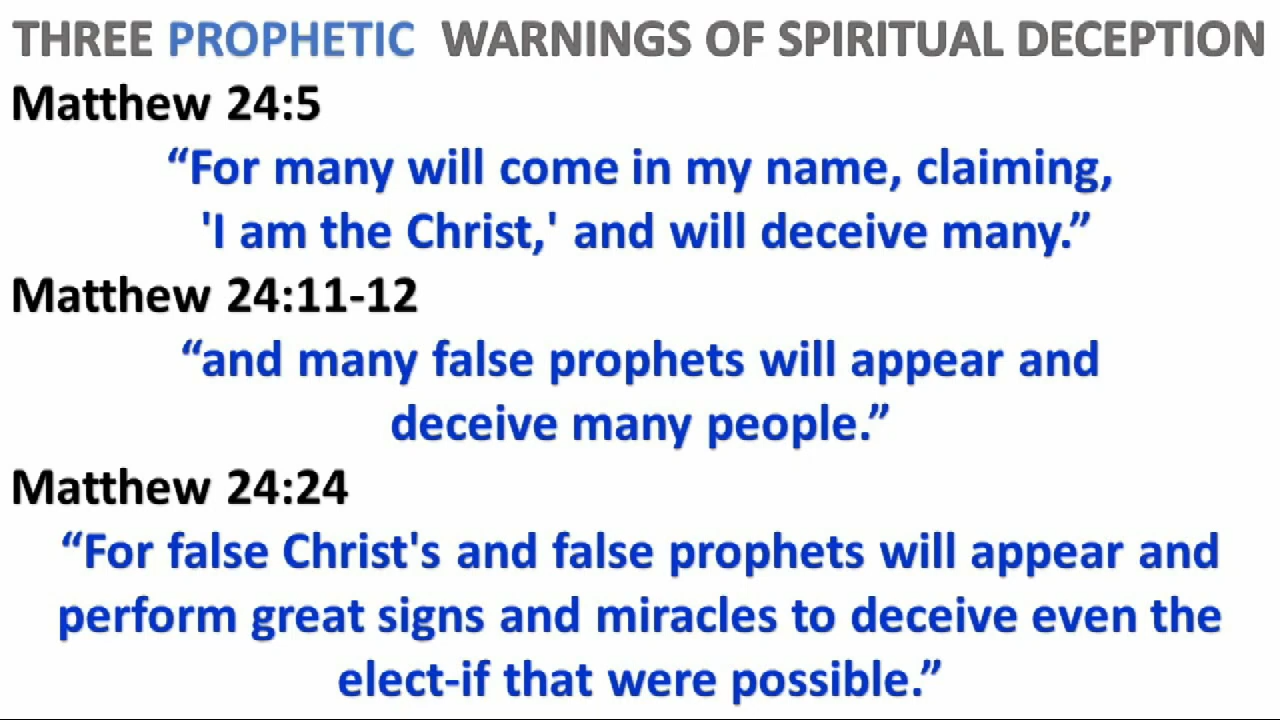 THREE PROPHETIC WARNINGS OF SPIRITUAL DECEPTION
Matthew 24:5
“For many will come in my name, claiming,
'I am the Christ,' and will deceive many.”
Matthew 24:11-12
“and many false prophets will appear and
deceive many people.”
Matthew 24:24
“For false Christ's and false prophets will appear and
perform great signs and miracles to deceive even the
elect-if that were possible.”